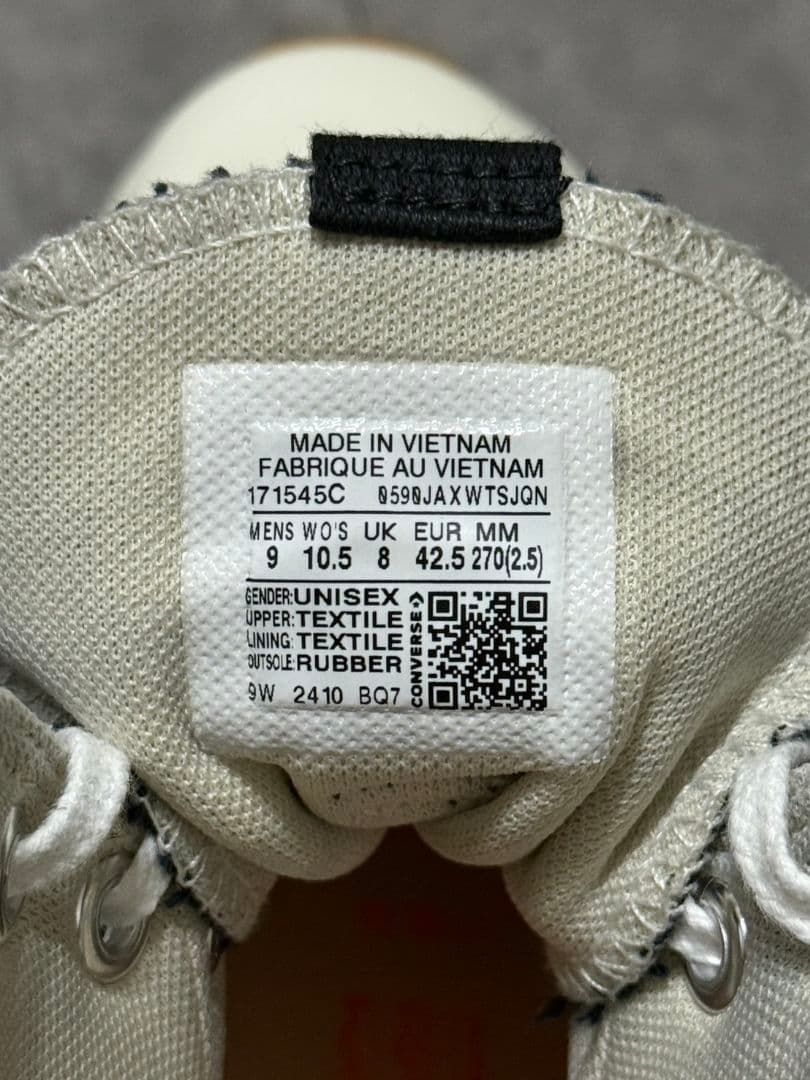 MADE IN VIETNAM
FABRIQUE AU VIETNAM
171545C 0590JAXWTSJQN
MENS WO'S UK EUR MM
9 10.5 8 42.5 270(2.5)
GENDER:UNISEX
UPPER:TEXTILE
LINING:TEXTILE
OUTSOLE:RUBBER
CONVERSE
9W 2410 BQ7